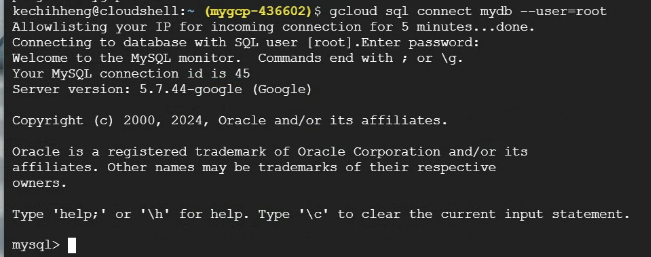 kechihheng@cloudshell:~ (mygcp-436602)$ gcloud sql connect mydb --user=root
Allowlisting your IP for incoming connection for 5 minutes...done.
Connecting to database with SQL user [root].Enter password:
Welcome to the MySQL monitor.  Commands end with ; or \g.
Your MySQL connection id is 45
Server version: 5.7.44-google (Google)
Copyright (c) 2000, 2024, Oracle and/or its affiliates.
Oracle is a registered trademark of Oracle Corporation and/or its
affiliates. Other names may be trademarks of their respective
owners.
Type 'help;' or '\h' for help. Type '\c' to clear the current input statement.
mysql>